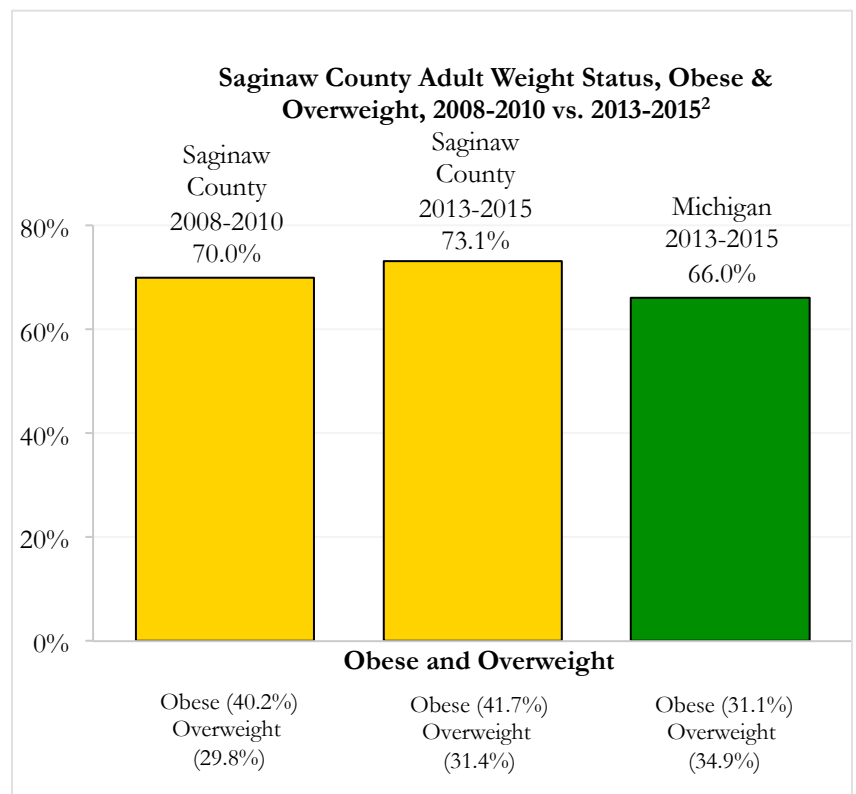 Saginaw County Adult Weight Status, Obese &
Overweight, 2008-2010 vs. 2013-2015²
Saginaw
County
2008-2010
70.0%
Saginaw
County
2013-2015
73.1%
Michigan
2013-2015
66.0%
80%
60%
40%
20%
0%
Obese and Overweight
Obese (40.2%)
Overweight
(29.8%)
Obese (41.7%)
Overweight
(31.4%)
Obese (31.1%)
Overweight
(34.9%)